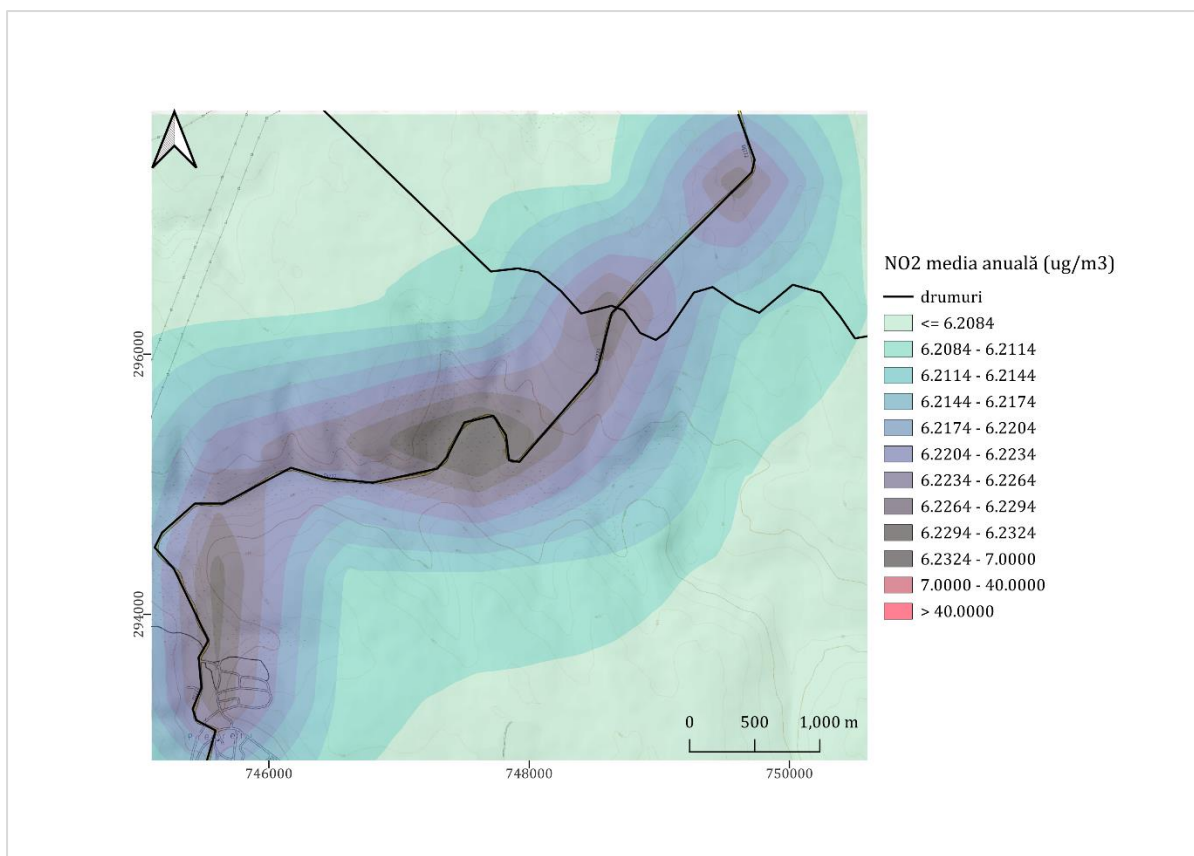 NO2 media anuală (ug/m3)
drumuri
<= 6.2084
6.2084 - 6.2114
6.2114 - 6.2144
6.2144 - 6.2174
6.2174 - 6.2204
6.2204 - 6.2234
6.2234 - 6.2264
6.2264 - 6.2294
6.2294 - 6.2324
6.2324 - 7.0000
7.0000 - 40.0000
> 40.0000
296000
294000
0 500 1,000 m
746000 748000 750000